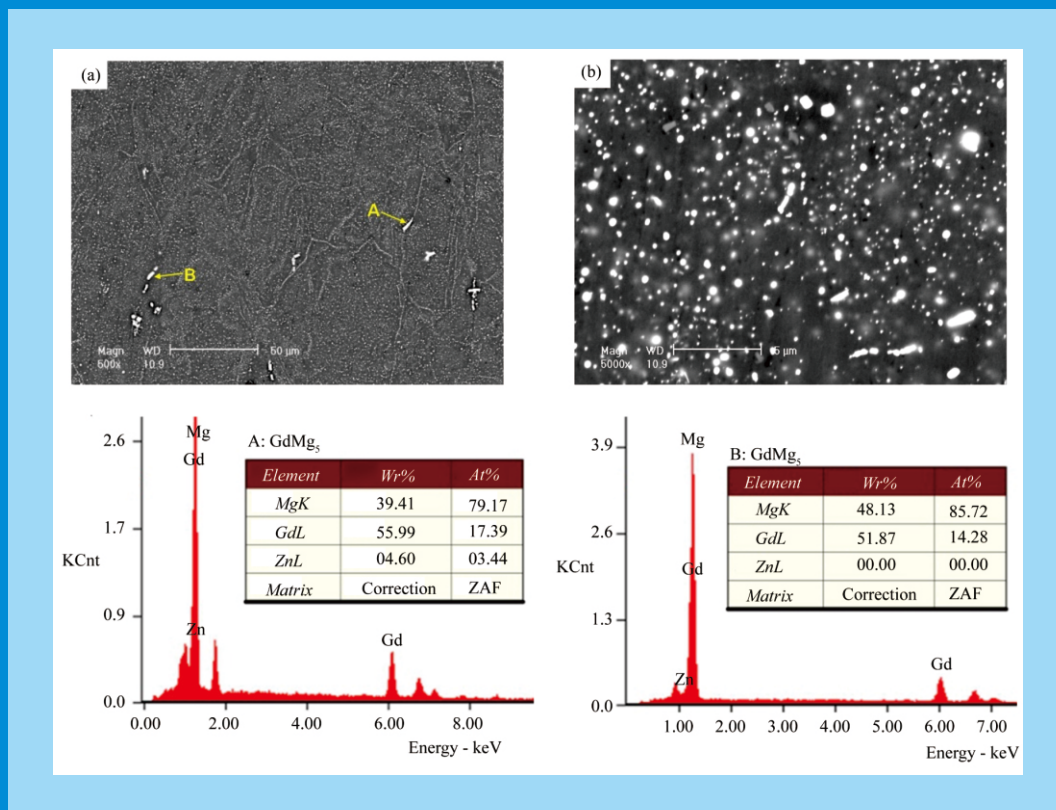 (a)
A
B
Magn WD 50 µm
500x 10.9
(b)
Magn WD 5 µm
5000x 10.9
A: GdMg5
Element Wr% At%
MgK 39.41 79.17
GdL 55.99 17.39
ZnL 04.60 03.44
Matrix Correction ZAF
2.6
1.7
KCnt
0.9
0.0
Mg
Gd
Zn
Gd
0.00 2.00 4.00 6.00 8.00
Energy - keV
B: GdMg5
Element Wr% At%
MgK 48.13 85.72
GdL 51.87 14.28
ZnL 00.00 00.00
Matrix Correction ZAF
3.9
2.6
KCnt
1.3
0.0
Mg
Gd
Zn
Gd
1.00 2.00 3.00 4.00 5.00 6.00 7.00
Energy - keV